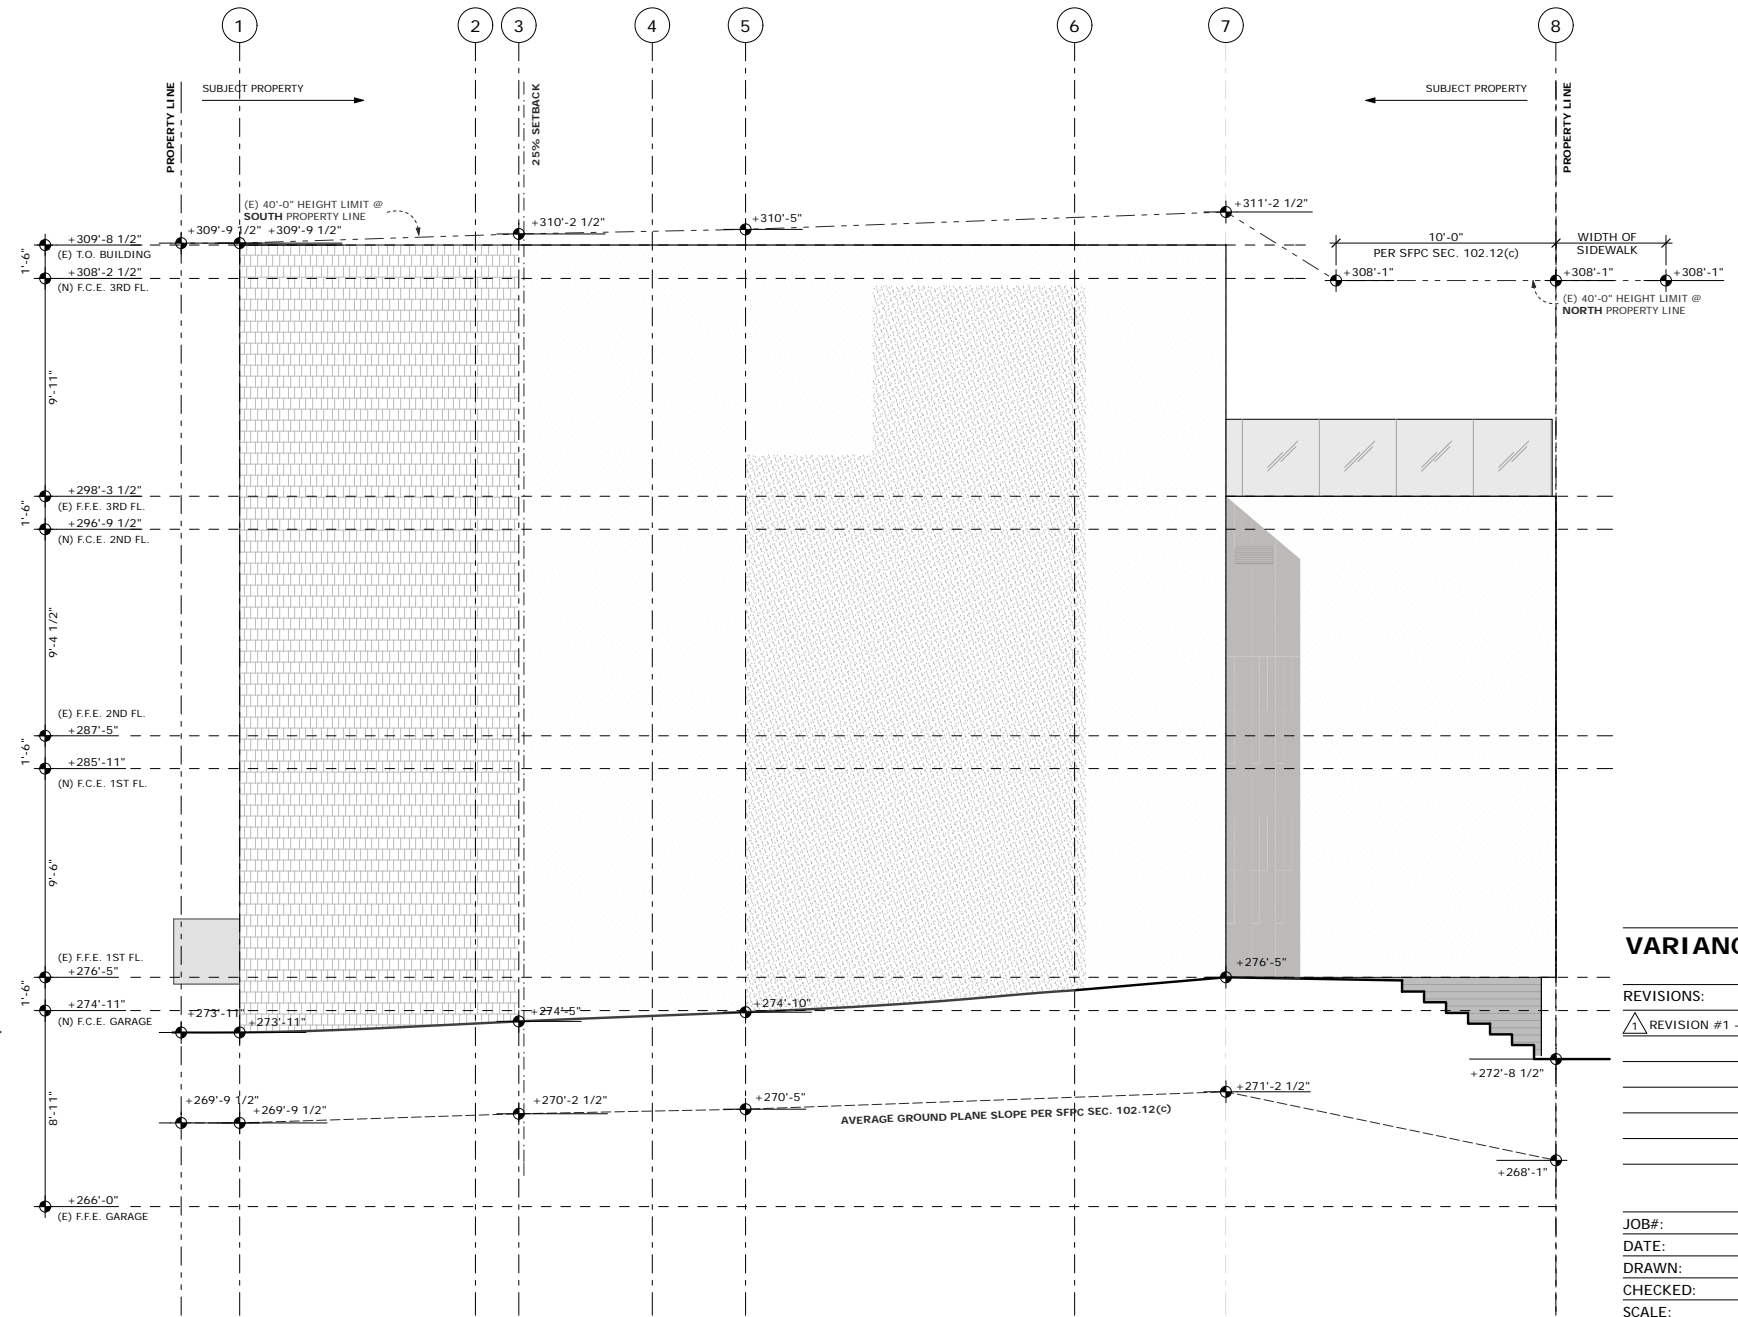 1
2
3
4
5
6
7
8
PROPERTY LINE
SUBJECT PROPERTY
25% SETBACK
SUBJECT PROPERTY
PROPERTY LINE
(E) 40'-0" HEIGHT LIMIT @
SOUTH PROPERTY LINE
+309'-9 1/2"
+309'-9 1/2"
+310'-2 1/2"
+310'-5"
+311'-2 1/2"
10'-0"
PER SFPC SEC. 102.12(c)
WIDTH OF
SIDEWALK
+308'-1"
+308'-1"
+308'-1"
(E) 40'-0" HEIGHT LIMIT @
NORTH PROPERTY LINE
+309'-8 1/2"
(E) T.O. BUILDING
1'-6"
+308'-2 1/2"
(N) F.C.E. 3RD FL.
9'-11"
+298'-3 1/2"
(E) F.F.E. 3RD FL.
1'-6"
+296'-9 1/2"
(N) F.C.E. 2ND FL.
9'-4 1/2"
(E) F.F.E. 2ND FL.
+287'-5"
1'-6"
+285'-11"
(N) F.C.E. 1ST FL.
9'-6"
(E) F.F.E. 1ST FL.
+276'-5"
1'-6"
+274'-11"
(N) F.C.E. GARAGE
8'-11"
+266'-0"
(E) F.F.E. GARAGE
+273'-11"
+273'-11"
+274'-5"
+274'-10"
+276'-5"
+272'-8 1/2"
+269'-9 1/2"
+269'-9 1/2"
+270'-2 1/2"
+270'-5"
AVERAGE GROUND PLANE SLOPE PER SFPC SEC. 102.12(c)
+271'-2 1/2"
+268'-1"
VARIANC
REVISIONS:
1 REVISION #1 -
JOB#:
DATE:
DRAWN:
CHECKED:
SCALE: